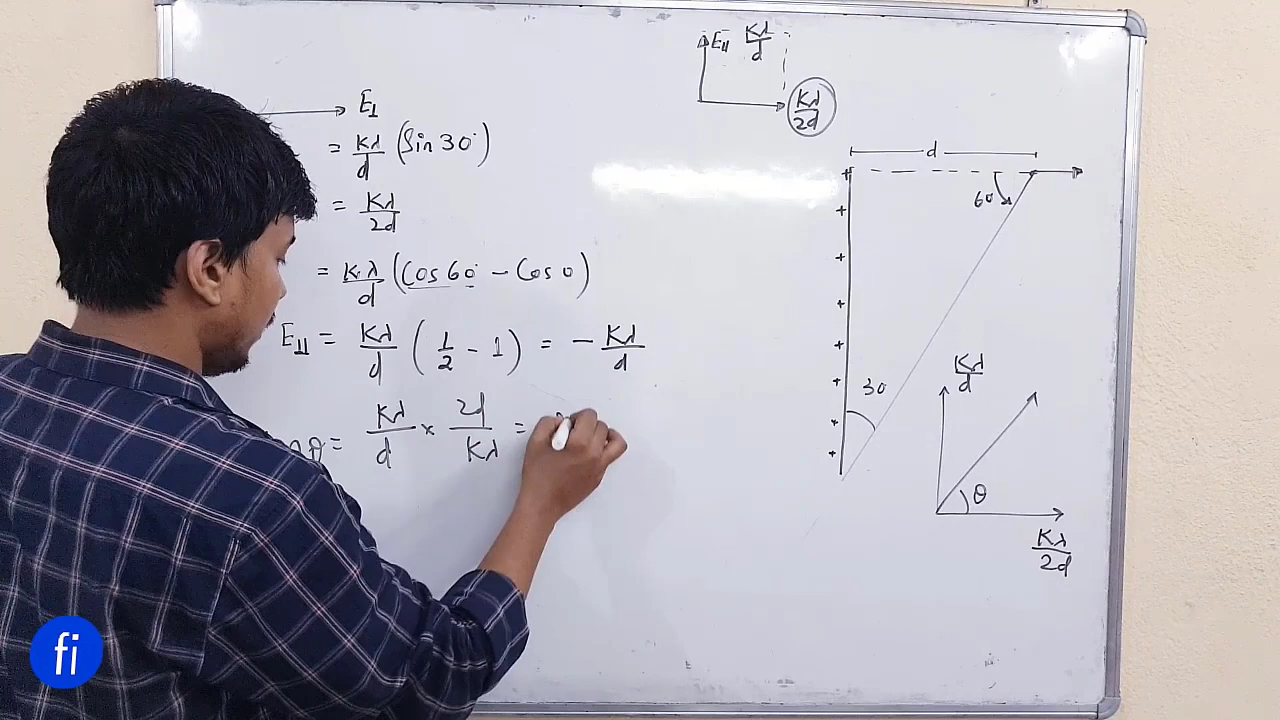 E⊥
= Kλ/d (Sin 30°)
= Kλ/2d
= Kλ/d (Cos 60° - Cos 0)
E|| = Kλ/d (1/2 - 1) = - Kλ/d
θ = Kλ/d × 2d/Kλ =
E|| Kλ/d
Kλ/2d
d
60
+
+
+
+
+
+
+
+
30
Kλ/d
θ
Kλ/2d
fi